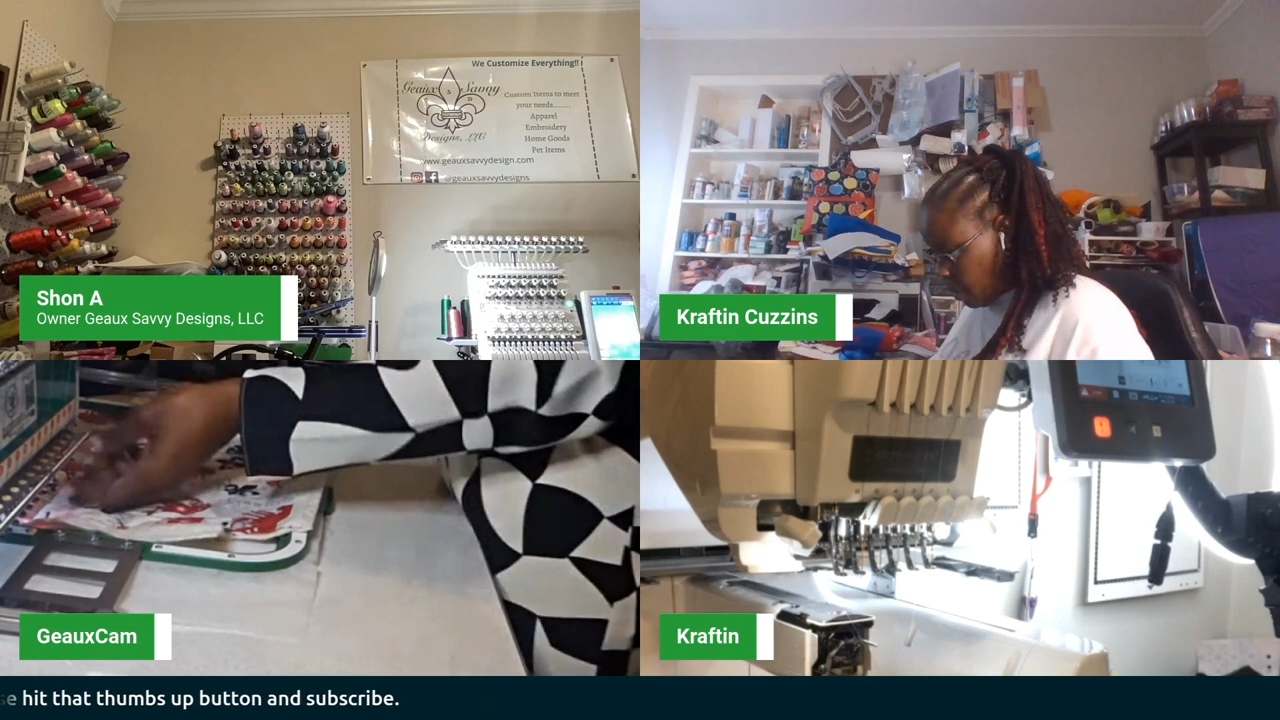 We Customize Everything!!
Geaux Savvy
S
D
Designs, LLC
Custom Items to meet
your needs.........
Apparel
Embroidery
Home Goods
Pet Items
www.geauxsavvydesign.com
@geauxsavvydesigns
Shon A
Owner Geaux Savvy Designs, LLC
Kraftin Cuzzins
GeauxCam
Kraftin
e hit that thumbs up button and subscribe.